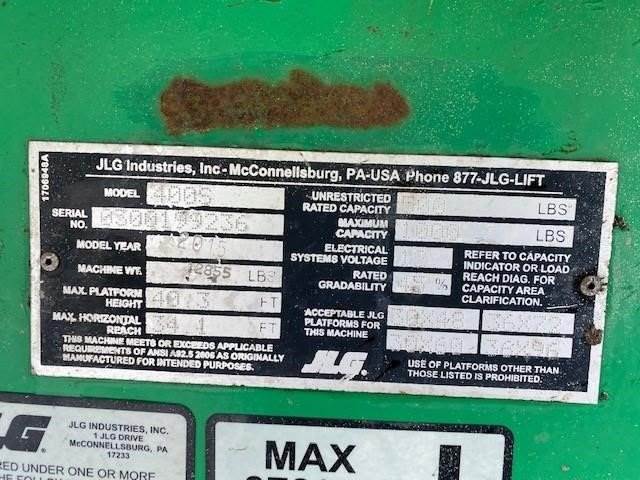 1706948A
JLG Industries, Inc - McConnellsburg, PA-USA Phone 877-JLG-LIFT
MODEL 400S
SERIAL NO. 0300199236
MODEL YEAR 2015
MACHINE WT. 12855 LBS
MAX. PLATFORM HEIGHT 40.3 FT
MAX. HORIZONTAL REACH 34.1 FT
UNRESTRICTED RATED CAPACITY LBS
MAXIMUM CAPACITY 1000 LBS
ELECTRICAL SYSTEMS VOLTAGE
RATED GRADABILITY 45 %
REFER TO CAPACITY
INDICATOR OR LOAD
REACH DIAG. FOR
CAPACITY AREA
CLARIFICATION.
ACCEPTABLE JLG
PLATFORMS FOR
THIS MACHINE
36X96
THIS MACHINE MEETS OR EXCEEDS APPLICABLE
REQUIREMENTS OF ANSI A92.5 2006 AS ORIGINALLY
MANUFACTURED FOR INTENDED PURPOSES.
JLG
USE OF PLATFORMS OTHER THAN
THOSE LISTED IS PROHIBITED.
JLG INDUSTRIES, INC.
1 JLG DRIVE
McCONNELLSBURG, PA
17233
UNDER ONE OR MORE
MAX